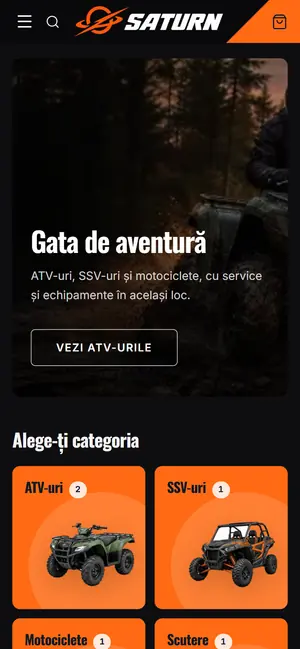 SATURN
Gata de aventură
ATV-uri, SSV-uri și motociclete, cu service
și echipamente în același loc.
VEZI ATV-URILE
Alege-ți categoria
ATV-uri 2
SSV-uri 1
Motociclete 1
Scutere 1